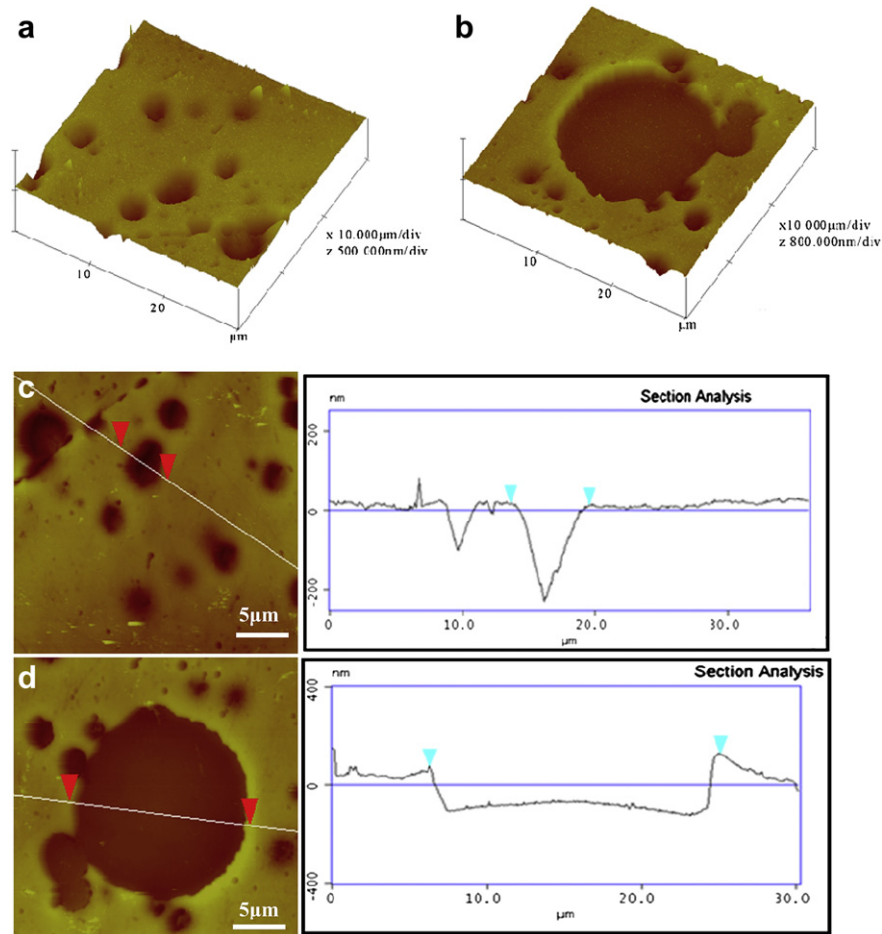 a
b
x 10.000µm/div
z 500.000nm/div
10
20
µm
x10 000µm/div
z 800.000nm/div
10
20
µm
c
5µm
Section Analysis
nm
200
0
-200
0
10.0
20.0
30.0
µm
d
5µm
Section Analysis
nm
400
0
-400
0
10.0
20.0
30.0
µm